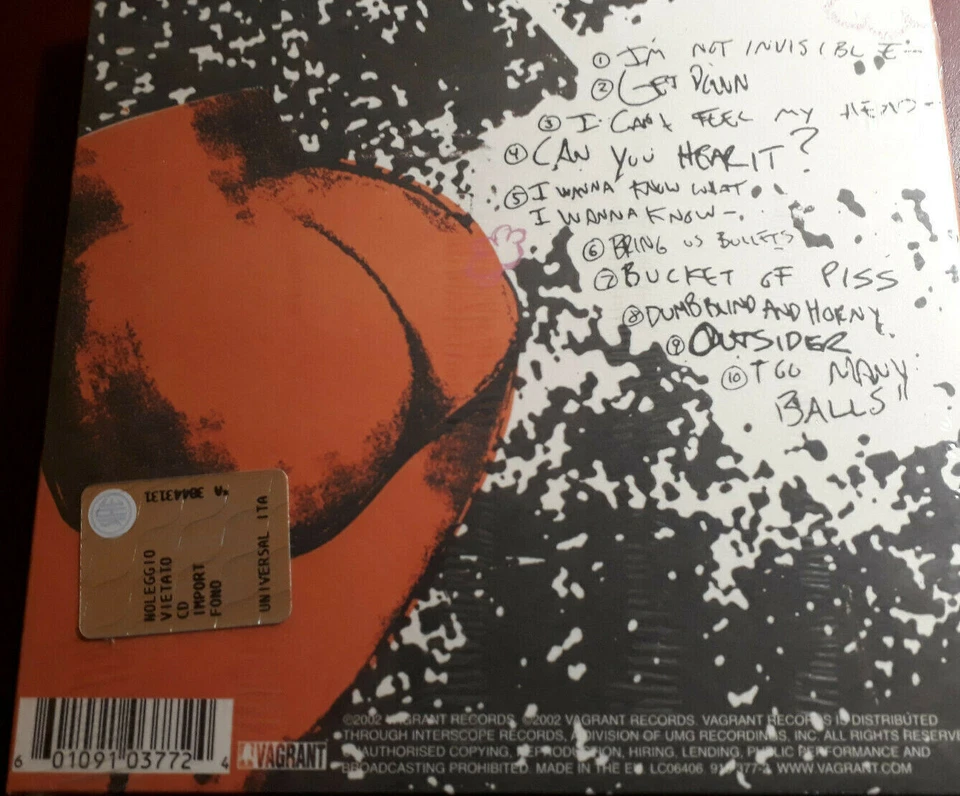 ① I'M NOT INVISIBLE-
② GET DOWN
③ I CAN'T FEEL MY HEAD-
④ CAN YOU HEAR IT?
⑤ I WANNA KNOW WHAT
I WANNA KNOW-.
⑥ BRING US BULLETS
⑦ BUCKET OF PISS
⑧ DUMB BLIND AND HORNY
⑨ OUTSIDER
⑩ TOO MANY
BALLS"
*A 38443131
NOLEGGIO
VIETATO
CD
IMPORT
FONO
UNIVERSAL ITA
6 01091 03772 4
VAGRANT
©2002 VAGRANT RECORDS, ©2002 VAGRANT RECORDS. VAGRANT RECORDS IS DISTRIBUTED
THROUGH INTERSCOPE RECORDS, A DIVISION OF UMG RECORDINGS, INC. ALL RIGHTS RESERVE
UNAUTHORISED COPYING, REPRODUCTION, HIRING, LENDING, PUBLIC PERFORMANCE AND
BROADCASTING PROHIBITED. MADE IN THE EU. LC06406. WWW.VAGRANT.COM